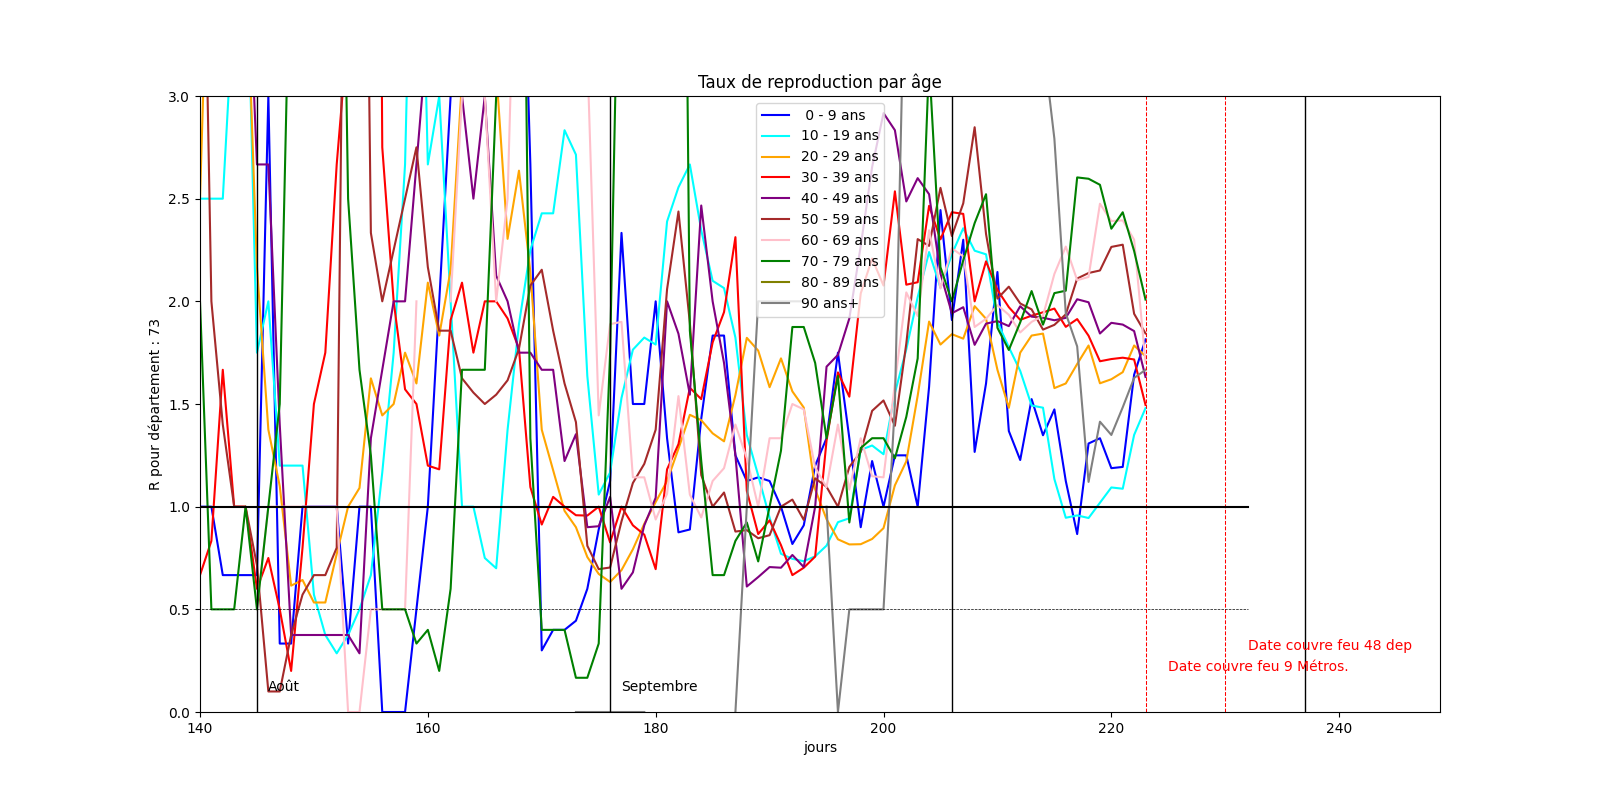 Taux de reproduction par âge
R pour département : 73
3.0
2.5
2.0
1.5
1.0
0.5
0.0
0 - 9 ans
10 - 19 ans
20 - 29 ans
30 - 39 ans
40 - 49 ans
50 - 59 ans
60 - 69 ans
70 - 79 ans
80 - 89 ans
90 ans+
Date couvre feu 48 dep
Date couvre feu 9 Métros.
Août
Septembre
140
160
180
200
220
240
jours